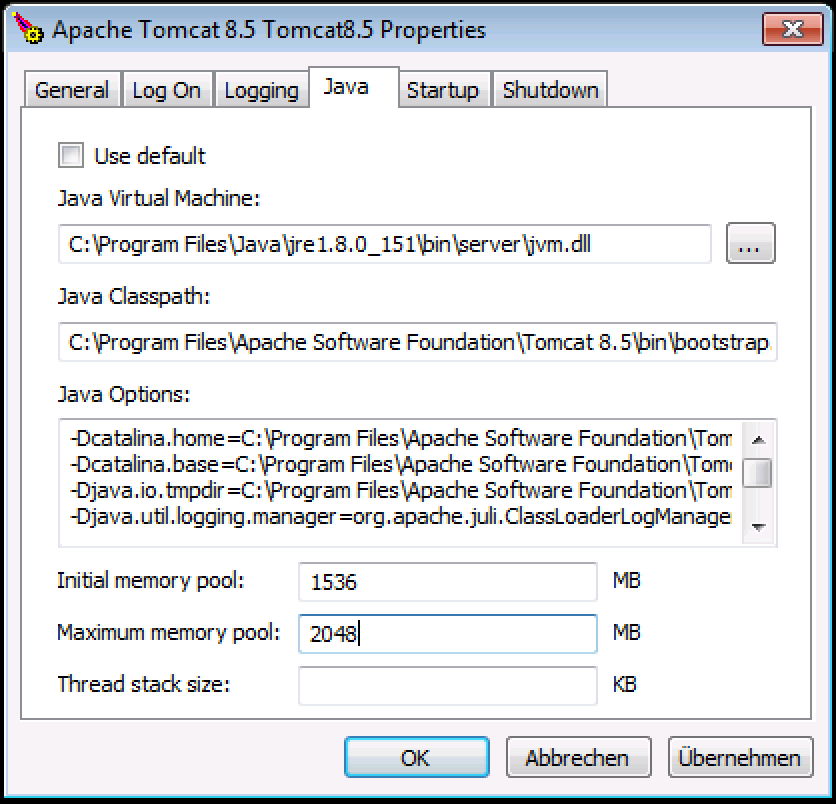 Apache Tomcat 8.5 Tomcat8.5 Properties
General Log On Logging Java Startup Shutdown
Use default
Java Virtual Machine:
C:\Program Files\Java\jre1.8.0_151\bin\server\jvm.dll
...
Java Classpath:
C:\Program Files\Apache Software Foundation\Tomcat 8.5\bin\bootstrap.
Java Options:
-Dcatalina.home=C:\Program Files\Apache Software Foundation\Tom
-Dcatalina.base=C:\Program Files\Apache Software Foundation\Tom
-Djava.io.tmpdir=C:\Program Files\Apache Software Foundation\Tom
-Djava.util.logging.manager=org.apache.juli.ClassLoaderLogManage
Initial memory pool: 1536 MB
Maximum memory pool: 2048 MB
Thread stack size: KB
OK Abbrechen Übernehmen